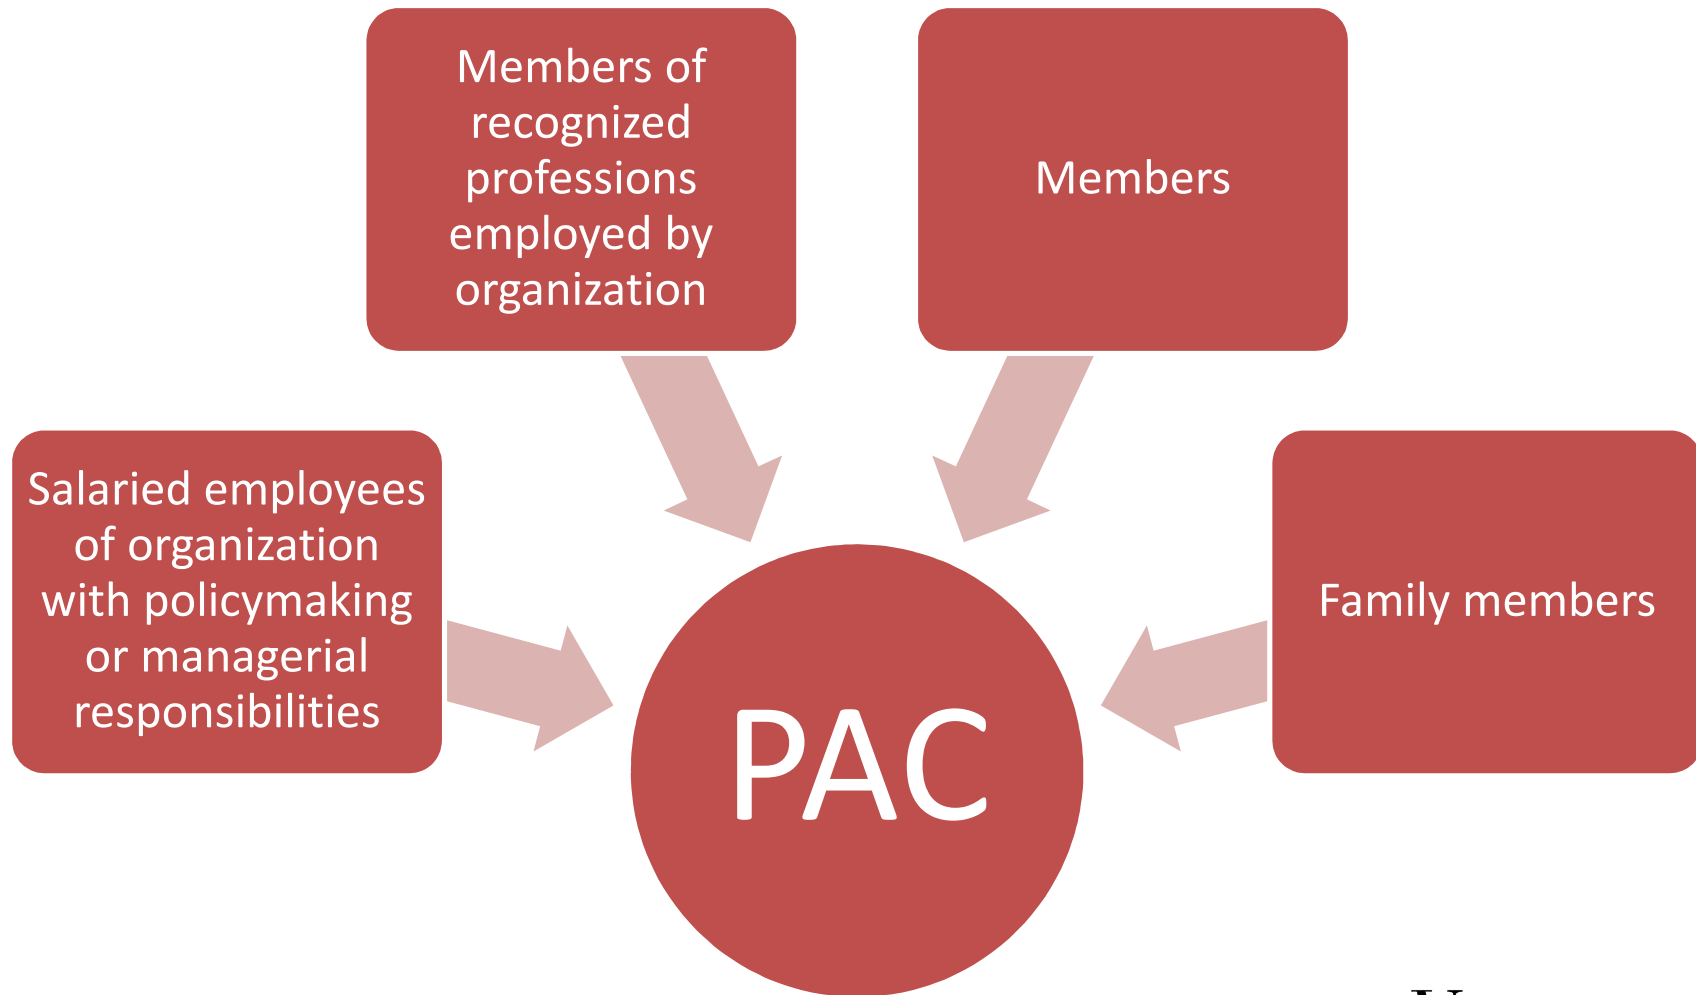 Members of
recognized
professions
employed by
organization
Members
Salaried employees
of organization
with policymaking
or managerial
responsibilities
Family members
PAC